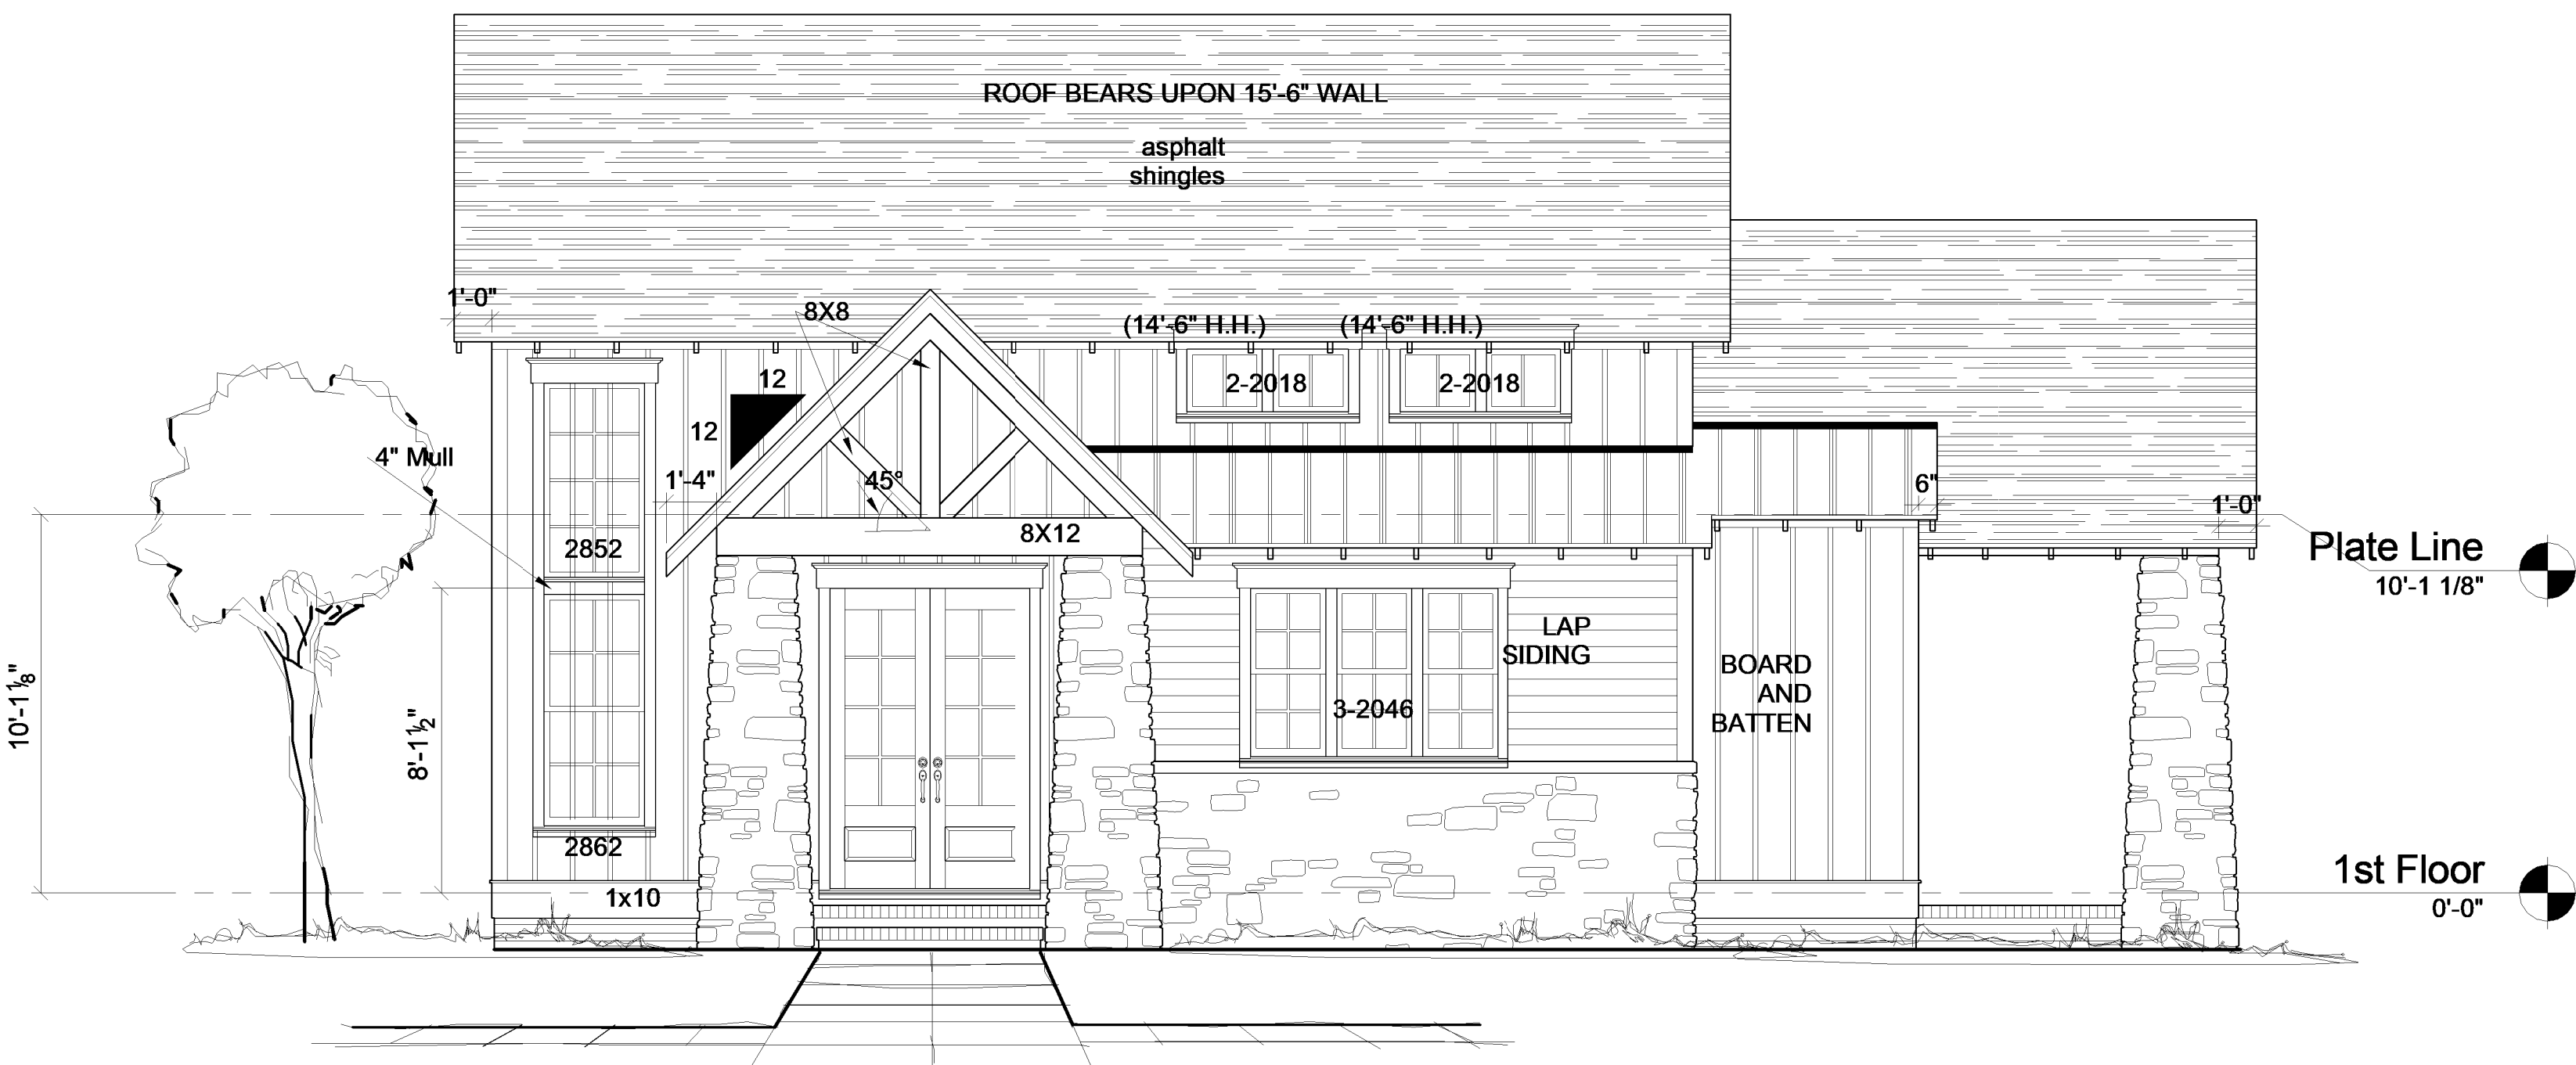 ROOF BEARS UPON 15'-6" WALL
asphalt
shingles
1'-0"
8X8
(14'-6" H.H.)
(14'-6" H.H.)
12
2-2018
2-2018
12
4" Mull
1'-4"
45°
6"
1'-0"
8X12
2852
Plate Line
10'-1 1/8"
LAP
SIDING
BOARD
AND
BATTEN
10'-1⅛"
8'-1½"
3-2046
2862
1x10
1st Floor
0'-0"